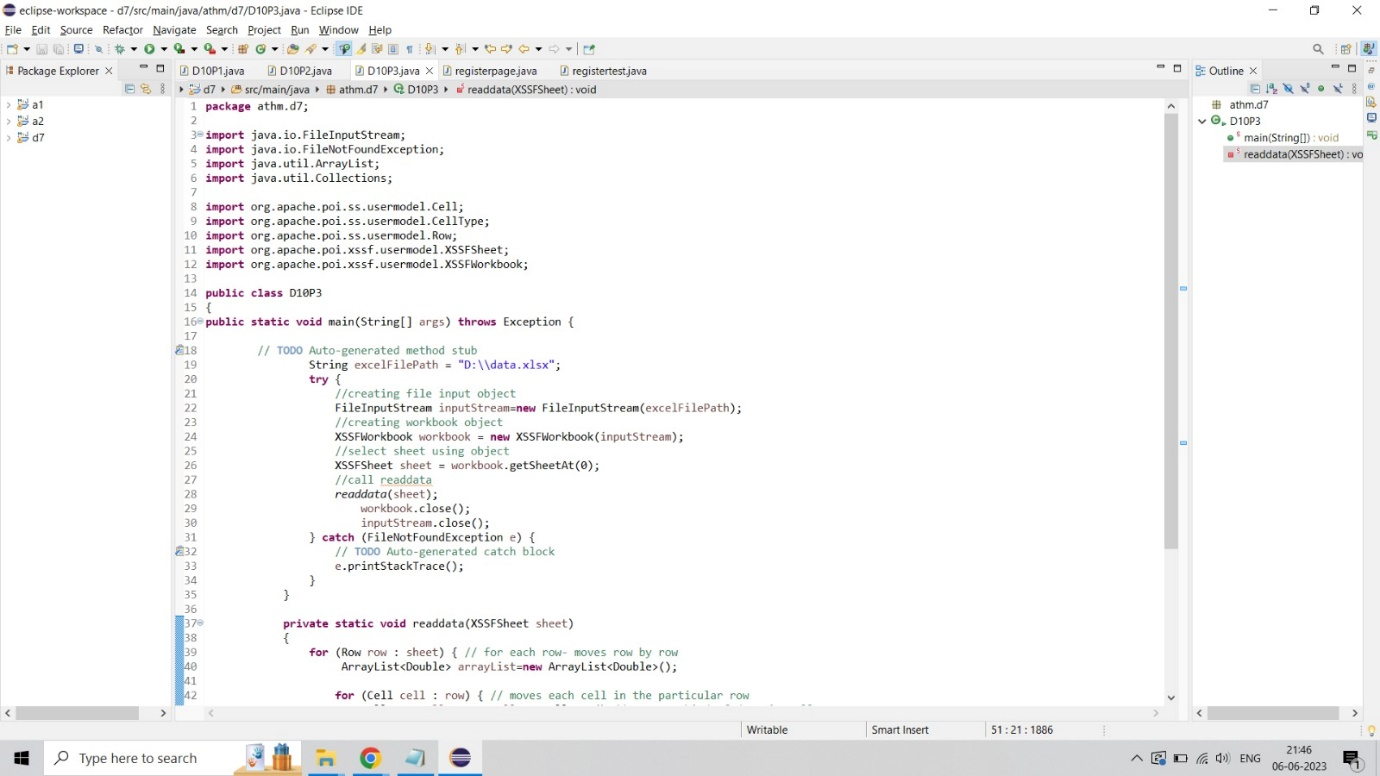 eclipse-workspace - d7/src/main/java/athm/d7/D10P3.java - Eclipse IDE
File Edit Source Refactor Navigate Search Project Run Window Help
Package Explorer
a1
a2
d7
D10P1.java D10P2.java D10P3.java registerpage.java registertest.java
d7 src/main/java athm.d7 D10P3 readdata(XSSFSheet) : void
1 package athm.d7;
2
3 import java.io.FileInputStream;
4 import java.io.FileNotFoundException;
5 import java.util.ArrayList;
6 import java.util.Collections;
7
8 import org.apache.poi.ss.usermodel.Cell;
9 import org.apache.poi.ss.usermodel.CellType;
10 import org.apache.poi.ss.usermodel.Row;
11 import org.apache.poi.xssf.usermodel.XSSFSheet;
12 import org.apache.poi.xssf.usermodel.XSSFWorkbook;
13
14 public class D10P3
15 {
16 public static void main(String[] args) throws Exception {
17
18 // TODO Auto-generated method stub
19 String excelFilePath = "D:\\data.xlsx";
20 try {
21 //creating file input object
22 FileInputStream inputStream=new FileInputStream(excelFilePath);
23 //creating workbook object
24 XSSFWorkbook workbook = new XSSFWorkbook(inputStream);
25 //select sheet using object
26 XSSFSheet sheet = workbook.getSheetAt(0);
27 //call readdata
28 readdata(sheet);
29 workbook.close();
30 inputStream.close();
31 } catch (FileNotFoundException e) {
32 // TODO Auto-generated catch block
33 e.printStackTrace();
34 }
35 }
36
37 private static void readdata(XSSFSheet sheet)
38 {
39 for (Row row : sheet) { // for each row- moves row by row
40 ArrayList<Double> arrayList=new ArrayList<Double>();
41
42 for (Cell cell : row) { // moves each cell in the particular row
Outline
athm.d7
D10P3
main(String[]) : void
readdata(XSSFSheet) : vo
Writable Smart Insert 51 : 21 : 1886
Type here to search
ENG
21:46
06-06-2023
1